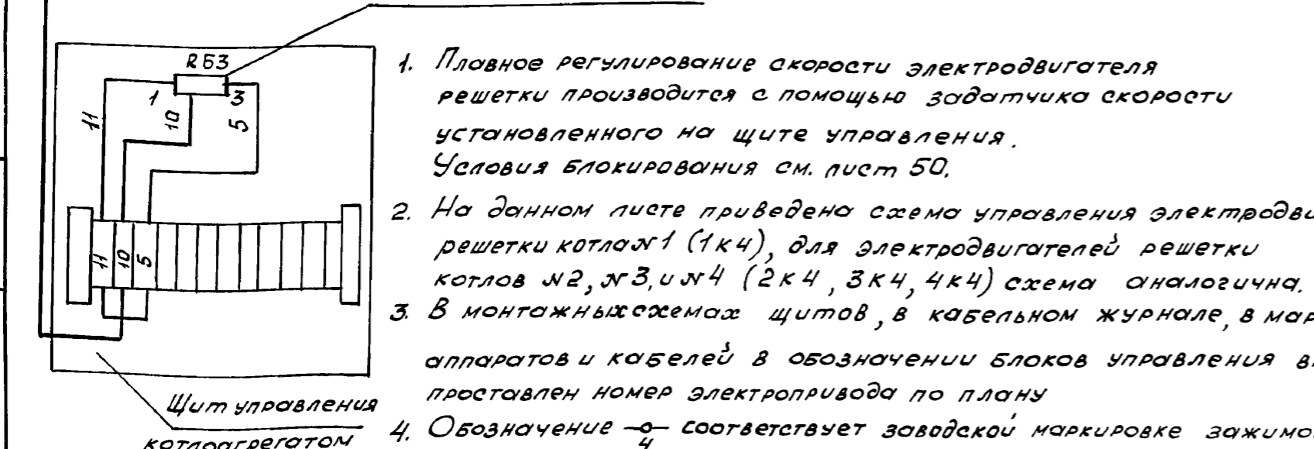 RБ3
1 3
11 10 5
11 10 5
Щит управления
котлоагрегатом
1. Плавное регулирование скорости электродвигателя
решетки производится с помощью задатчика скорости
установленного на щите управления.
Условия блокирования см. лист 50.
2. На данном листе приведена схема управления электродви
решетки котла №1 (1к4), для электродвигателей решетки
котлов №2, №3, и №4 (2к4, 3к4, 4к4) схема аналогична.
3. В монтажных схемах щитов, в кабельном журнале, в мар
аппаратов и кабелей в обозначении блоков управления в
проставлен номер электропривода по плану
4. Обозначение 4 соответствует заводской маркировке зажимо